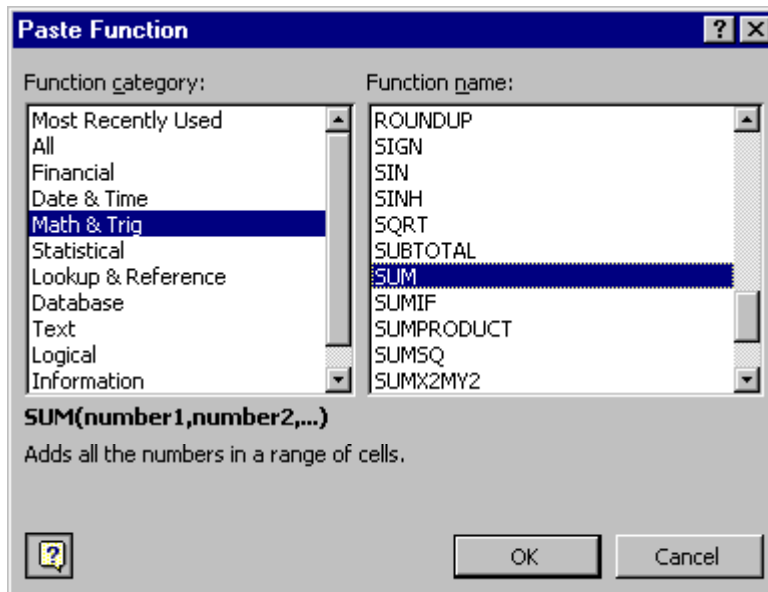 Paste Function
Function category:
Most Recently Used
All
Financial
Date & Time
Math & Trig
Statistical
Lookup & Reference
Database
Text
Logical
Information
Function name:
ROUNDUP
SIGN
SIN
SINH
SQRT
SUBTOTAL
SUM
SUMIF
SUMPRODUCT
SUMSQ
SUMX2MY2
SUM(number1,number2,...)
Adds all the numbers in a range of cells.
OK
Cancel